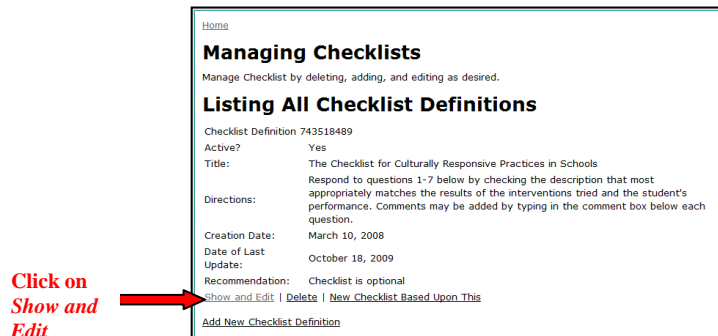 Home
Managing Checklists
Manage Checklist by deleting, adding, and editing as desired.
Listing All Checklist Definitions
Checklist Definition 743518489
Active? Yes
Title: The Checklist for Culturally Responsive Practices in Schools
Directions: Respond to questions 1-7 below by checking the description that most
appropriately matches the results of the interventions tried and the student's
performance. Comments may be added by typing in the comment box below each
question.
Creation Date: March 10, 2008
Date of Last
Update: October 18, 2009
Recommendation: Checklist is optional
Show and Edit | Delete | New Checklist Based Upon This
Add New Checklist Definition
Click on
Show and
Edit